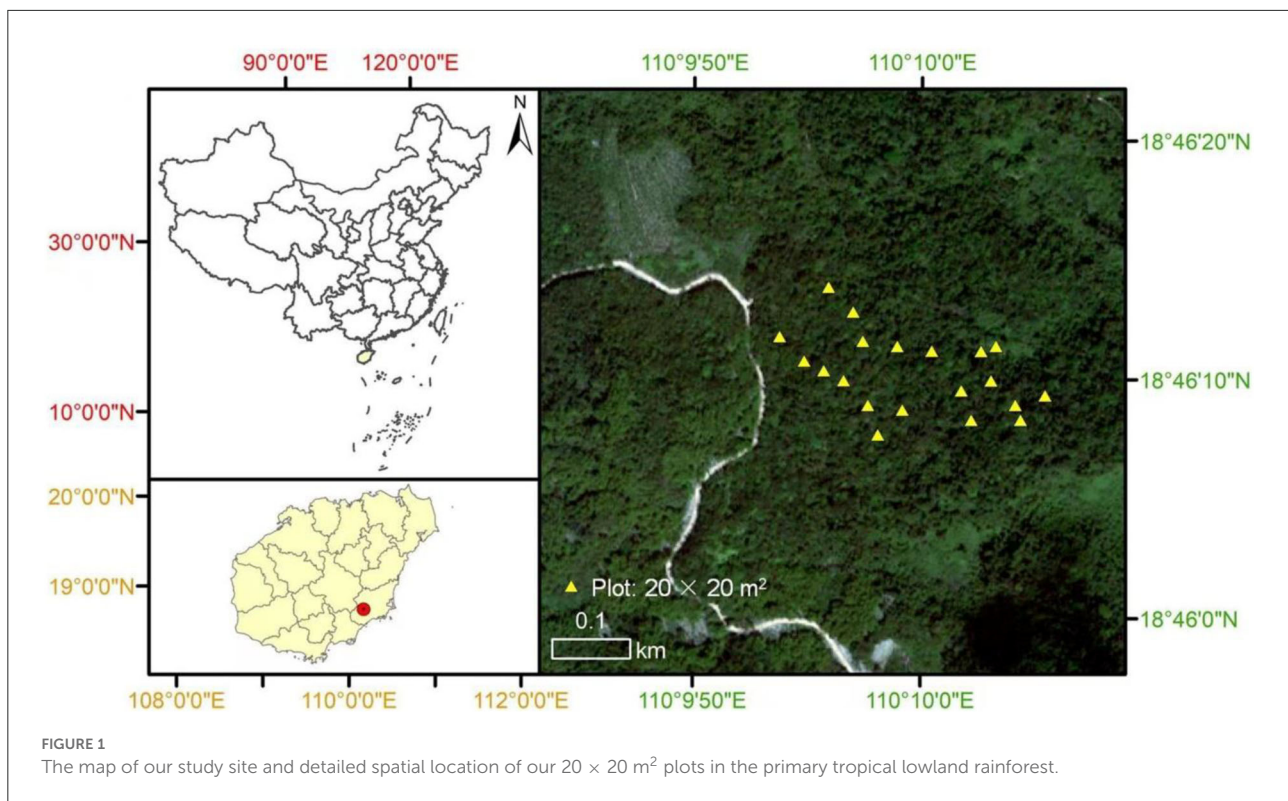 90°0'0"E 120°0'0"E 110°9'50"E 110°10'0"E
N
18°46'20"N
30°0'0"N
18°46'10"N
10°0'0"N
20°0'0"N
19°0'0"N
Plot: 20 × 20 m²
0.1
km
18°46'0"N
108°0'0"E 110°0'0"E 112°0'0"E 110°9'50"E 110°10'0"E
FIGURE 1
The map of our study site and detailed spatial location of our 20 × 20 m² plots in the primary tropical lowland rainforest.